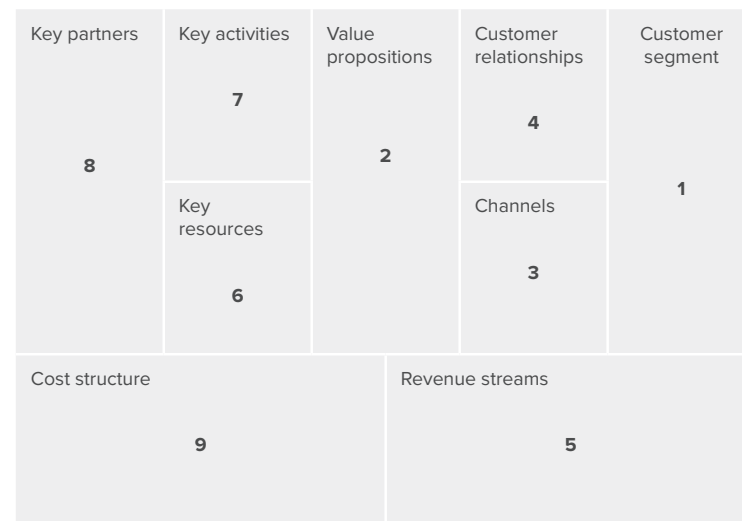 Key partners
8
Key activities
7
Key
resources
6
Value
propositions
2
Customer
relationships
4
Channels
3
Customer
segment
1
Cost structure
9
Revenue streams
5